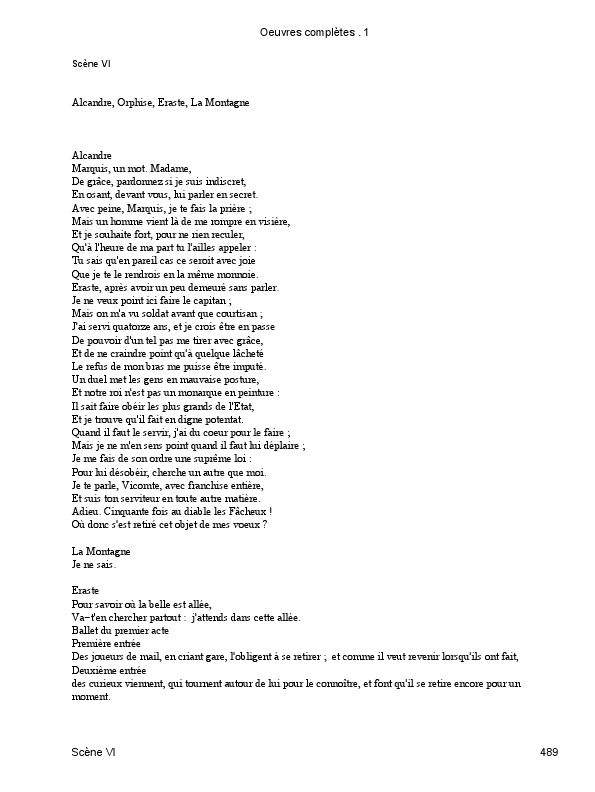 Oeuvres complètes . 1
Scène VI
Alcandre, Orphise, Eraste, La Montagne
Alcandre
Marquis, un mot. Madame,
De grâce, pardonnez si je suis indiscret,
En osant, devant vous, lui parler en secret.
Avec peine, Marquis, je te fais la prière ;
Mais un homme vient là de me rompre en visière,
Et je souhaite fort, pour ne rien reculer,
Qu'à l'heure de ma part tu l'ailles appeler :
Tu sais qu'en pareil cas ce seroit avec joie
Que je te le rendrois en la même monnoie.
Eraste, après avoir un peu demeuré sans parler.
Je ne veux point ici faire le capitan ;
Mais on m'a vu soldat avant que courtisan ;
J'ai servi quatorze ans, et je crois être en passe
De pouvoir d'un tel pas me tirer avec grâce,
Et de ne craindre point qu'à quelque lâcheté
Le refus de mon bras me puisse être imputé.
Un duel met les gens en mauvaise posture,
Et notre roi n'est pas un monarque en peinture :
Il sait faire obéir les plus grands de l'Etat,
Et je trouve qu'il fait en digne potentat.
Quand il faut le servir, j'ai du coeur pour le faire ;
Mais je ne m'en sens point quand il faut lui déplaire ;
Je me fais de son ordre une suprême loi :
Pour lui désobéir, cherche un autre que moi.
Je te parle, Vicomte, avec franchise entière,
Et suis ton serviteur en toute autre matière.
Adieu. Cinquante fois au diable les Fâcheux !
Où donc s'est retiré cet objet de mes voeux ?
La Montagne
Je ne sais.
Eraste
Pour savoir où la belle est allée,
Va−t'en chercher partout : j'attends dans cette allée.
Ballet du premier acte
Première entrée
Des joueurs de mail, en criant gare, l'obligent à se retirer ; et comme il veut revenir lorsqu'ils ont fait,
Deuxième entrée
des curieux viennent, qui tournent autour de lui pour le connoître, et font qu'il se retire encore pour un
moment.
Scène VI
489